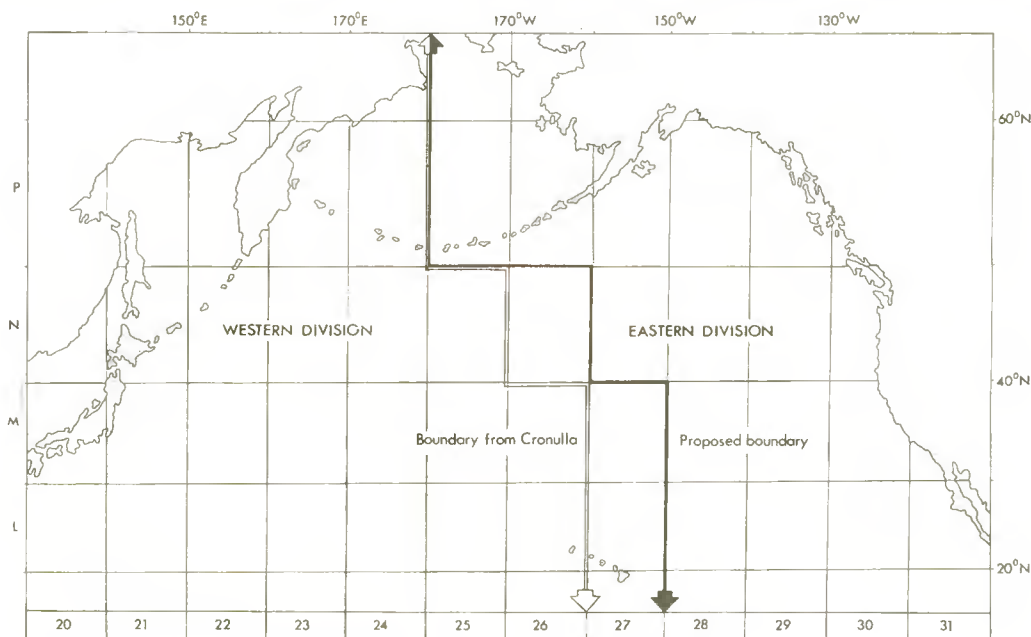 150°E 170°E 170°W 150°W 130°W
60°N
P
N
WESTERN DIVISION EASTERN DIVISION
40°N
M
Boundary from Cronulla Proposed boundary
L
20°N
20 21 22 23 24 25 26 27 28 29 30 31